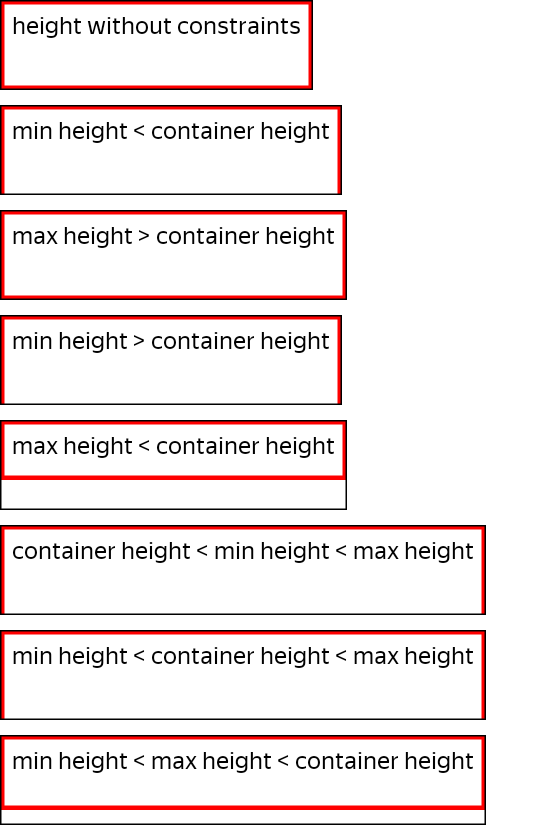 height without constraints
min height < container height
max height > container height
min height > container height
max height < container height
container height < min height < max height
min height < container height < max height
min height < max height < container height